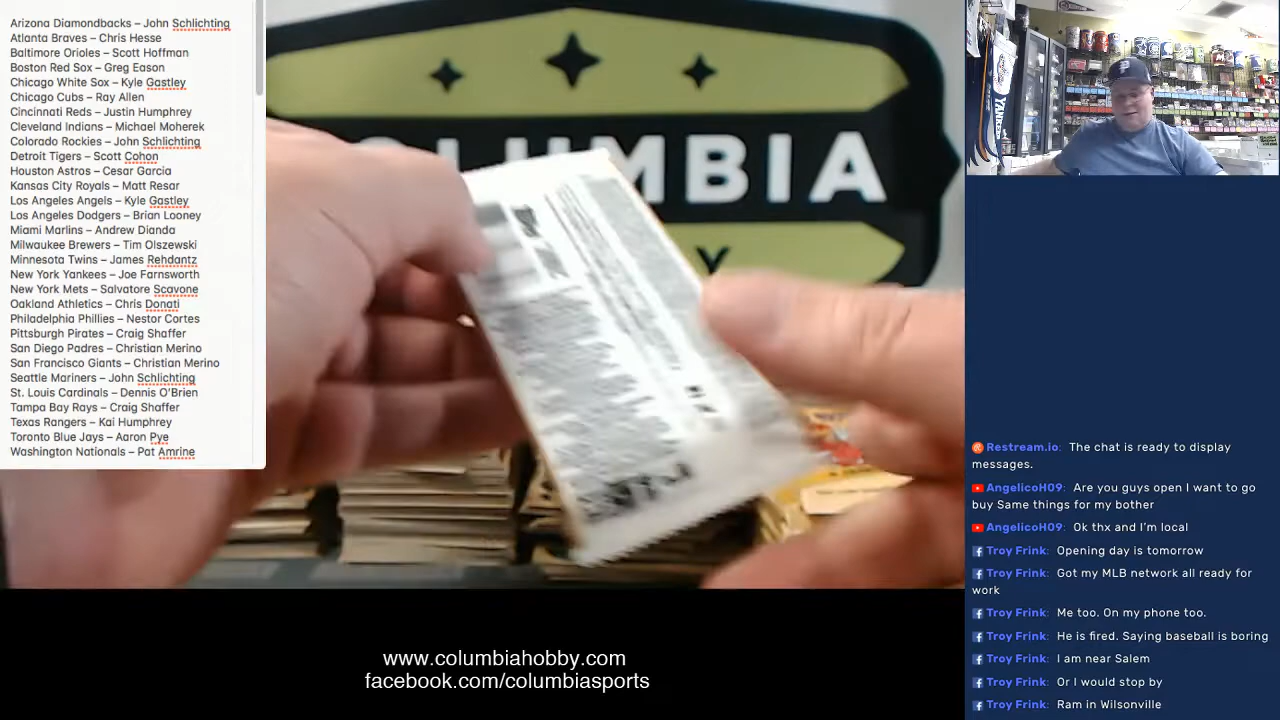 Arizona Diamondbacks – John Schlichting
Atlanta Braves – Chris Hesse
Baltimore Orioles – Scott Hoffman
Boston Red Sox – Greg Eason
Chicago White Sox – Kyle Gastley
Chicago Cubs – Ray Allen
Cincinnati Reds – Justin Humphrey
Cleveland Indians – Michael Moherek
Colorado Rockies – John Schlichting
Detroit Tigers – Scott Cohon
Houston Astros – Cesar Garcia
Kansas City Royals – Matt Resar
Los Angeles Angels – Kyle Gastley
Los Angeles Dodgers – Brian Looney
Miami Marlins – Andrew Dianda
Milwaukee Brewers – Tim Olszewski
Minnesota Twins – James Rehdantz
New York Yankees – Joe Farnsworth
New York Mets – Salvatore Scavone
Oakland Athletics – Chris Donati
Philadelphia Phillies – Nestor Cortes
Pittsburgh Pirates – Craig Shaffer
San Diego Padres – Christian Merino
San Francisco Giants – Christian Merino
Seattle Mariners – John Schlichting
St. Louis Cardinals – Dennis O'Brien
Tampa Bay Rays – Craig Shaffer
Texas Rangers – Kai Humphrey
Toronto Blue Jays – Aaron Pye
Washington Nationals – Pat Amrine
UMBIA
www.columbiahobby.com
facebook.com/columbiasports
Restream.io: The chat is ready to display
messages.
AngelicoH09: Are you guys open I want to go
buy Same things for my bother
AngelicoH09: Ok thx and I'm local
Troy Frink: Opening day is tomorrow
Troy Frink: Got my MLB network all ready for
work
Troy Frink: Me too. On my phone too.
Troy Frink: He is fired. Saying baseball is boring
Troy Frink: I am near Salem
Troy Frink: Or I would stop by
Troy Frink: Ram in Wilsonville